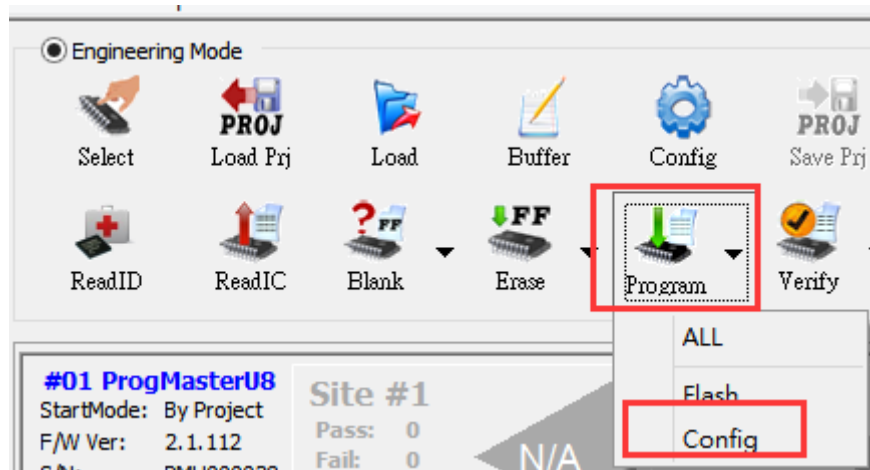 Engineering Mode
PROJ
PROJ
Select Load Prj Load Buffer Config Save Prj
? FF
FF
ReadID ReadIC Blank Erase Program Verify
ALL
Flash
Config
#01 ProgMasterU8
StartMode: By Project
F/W Ver: 2.1.112
Site #1
Pass: 0
Fail: 0
N/A